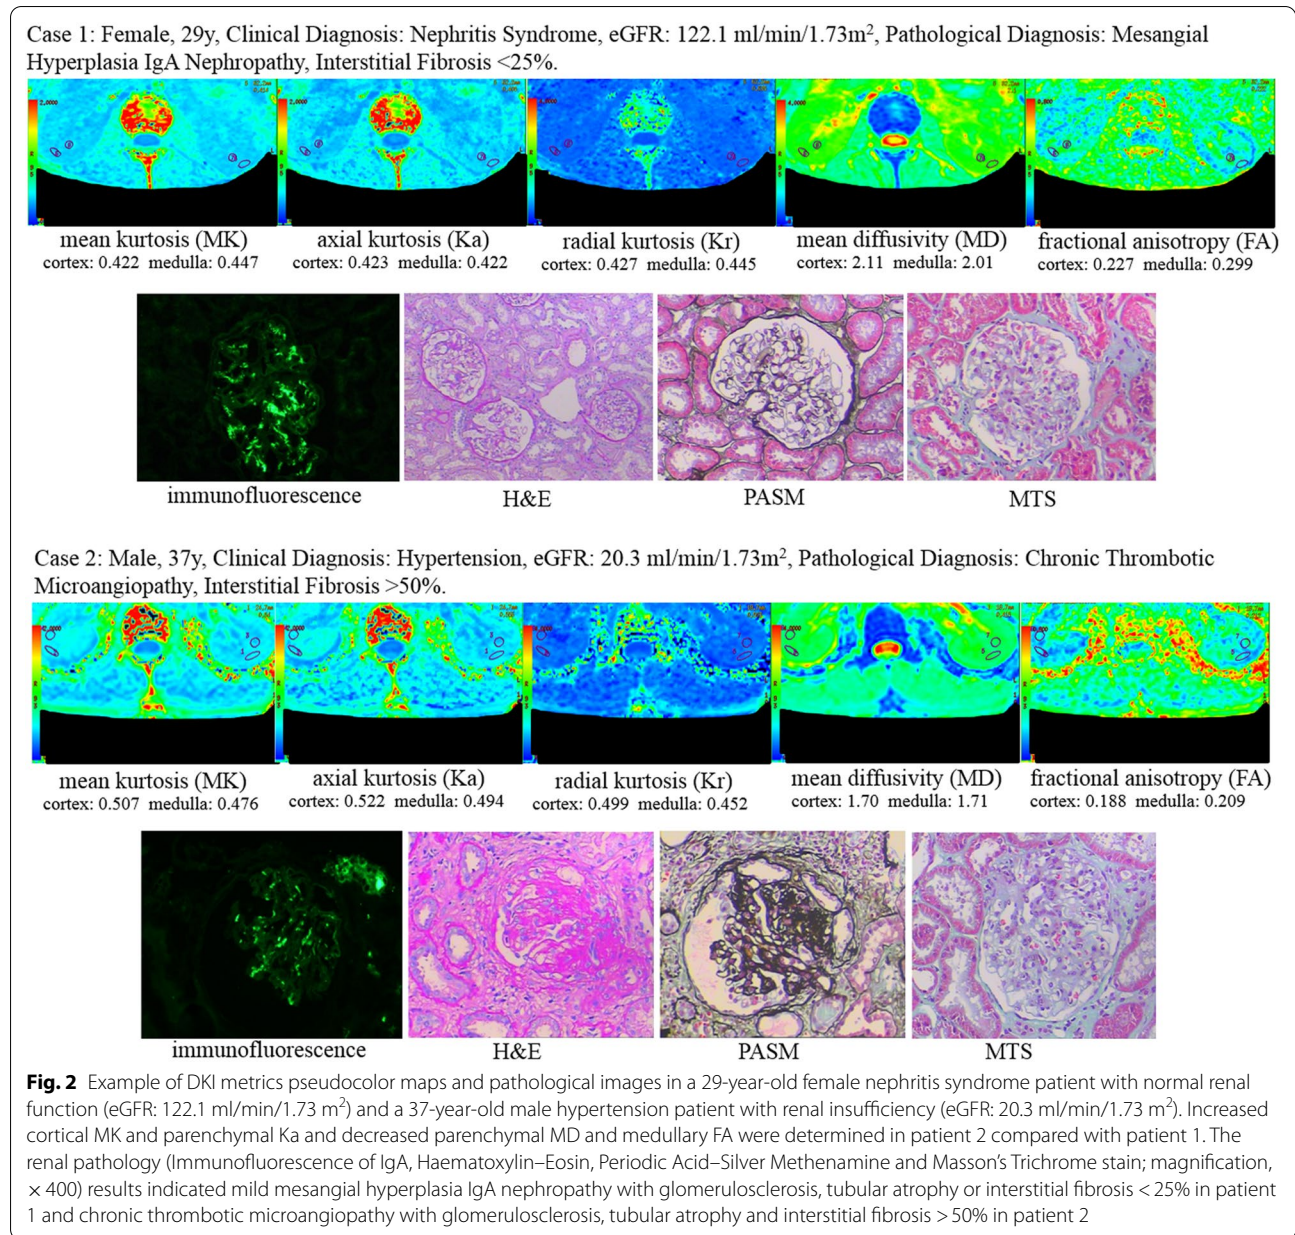 Case 1: Female, 29y, Clinical Diagnosis: Nephritis Syndrome, eGFR: 122.1 ml/min/1.73m², Pathological Diagnosis: Mesangial
Hyperplasia IgA Nephropathy, Interstitial Fibrosis <25%.
mean kurtosis (MK)
cortex: 0.422 medulla: 0.447
axial kurtosis (Ka)
cortex: 0.423 medulla: 0.422
radial kurtosis (Kr)
cortex: 0.427 medulla: 0.445
mean diffusivity (MD)
cortex: 2.11 medulla: 2.01
fractional anisotropy (FA)
cortex: 0.227 medulla: 0.299
immunofluorescence
H&E
PASM
MTS
Case 2: Male, 37y, Clinical Diagnosis: Hypertension, eGFR: 20.3 ml/min/1.73m², Pathological Diagnosis: Chronic Thrombotic
Microangiopathy, Interstitial Fibrosis >50%.
mean kurtosis (MK)
cortex: 0.507 medulla: 0.476
axial kurtosis (Ka)
cortex: 0.522 medulla: 0.494
radial kurtosis (Kr)
cortex: 0.499 medulla: 0.452
mean diffusivity (MD)
cortex: 1.70 medulla: 1.71
fractional anisotropy (FA)
cortex: 0.188 medulla: 0.209
immunofluorescence
H&E
PASM
MTS
Fig. 2 Example of DKI metrics pseudocolor maps and pathological images in a 29-year-old female nephritis syndrome patient with normal renal
function (eGFR: 122.1 ml/min/1.73 m²) and a 37-year-old male hypertension patient with renal insufficiency (eGFR: 20.3 ml/min/1.73 m²). Increased
cortical MK and parenchymal Ka and decreased parenchymal MD and medullary FA were determined in patient 2 compared with patient 1. The
renal pathology (Immunofluorescence of IgA, Haematoxylin–Eosin, Periodic Acid–Silver Methenamine and Masson's Trichrome stain; magnification,
× 400) results indicated mild mesangial hyperplasia IgA nephropathy with glomerulosclerosis, tubular atrophy or interstitial fibrosis < 25% in patient
1 and chronic thrombotic microangiopathy with glomerulosclerosis, tubular atrophy and interstitial fibrosis > 50% in patient 2